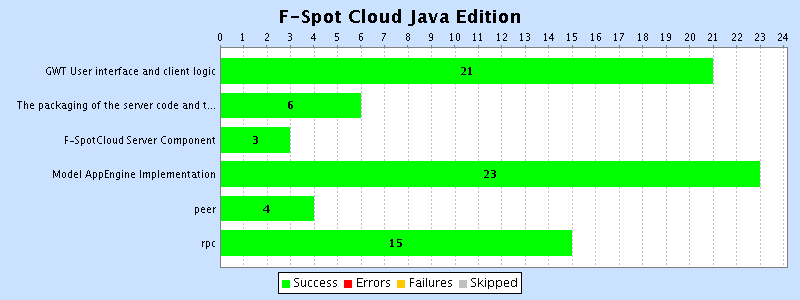 F-Spot Cloud Java Edition
0 1 2 3 4 5 6 7 8 9 10 11 12 13 14 15 16 17 18 19 20 21 22 23 24
GWT User interface and client logic 21
The packaging of the server code and t... 6
F-SpotCloud Server Component 3
Model AppEngine Implementation 23
peer 4
rpc 15
Success Errors Failures Skipped